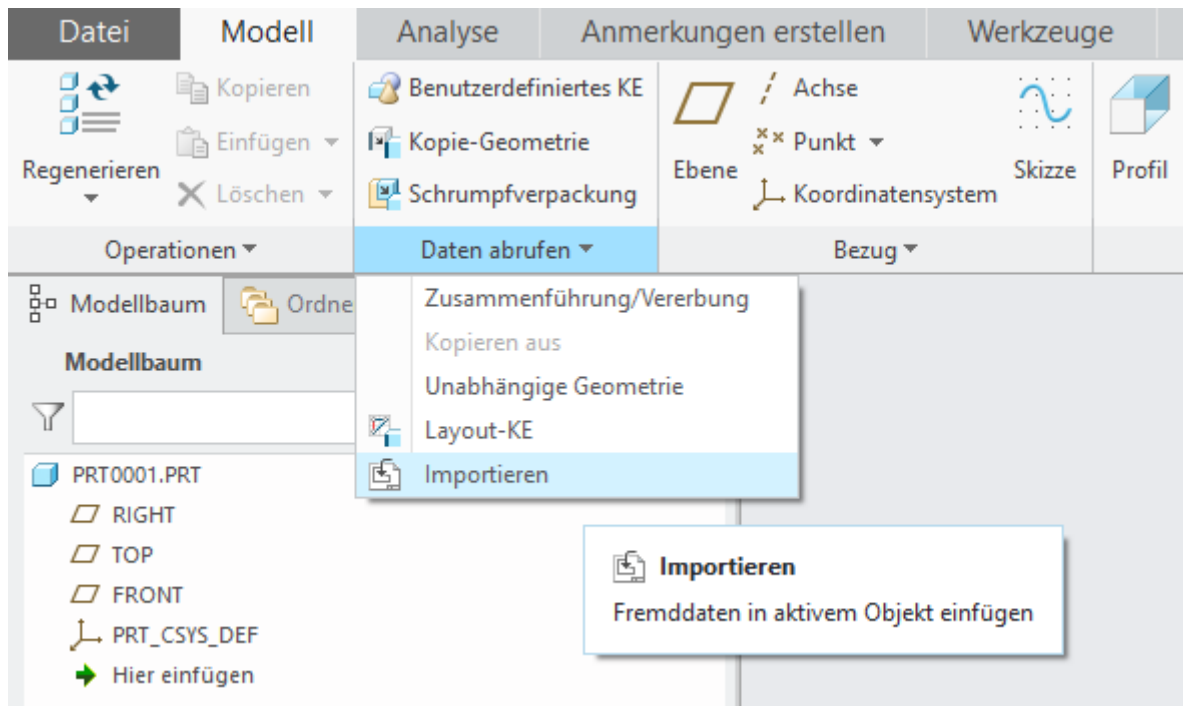 Datei Modell Analyse Anmerkungen erstellen Werkzeuge
Regenerieren
Kopieren
Einfügen
Löschen
Operationen
Benutzerdefiniertes KE
Kopie-Geometrie
Schrumpfverpackung
Daten abrufen
Ebene
Achse
Punkt
Koordinatensystem
Skizze
Bezug
Profil
Modellbaum Ordne
Modellbaum
PRT0001.PRT
RIGHT
TOP
FRONT
PRT_CSYS_DEF
Hier einfügen
Zusammenführung/Vererbung
Kopieren aus
Unabhängige Geometrie
Layout-KE
Importieren
Importieren
Fremddaten in aktivem Objekt einfügen